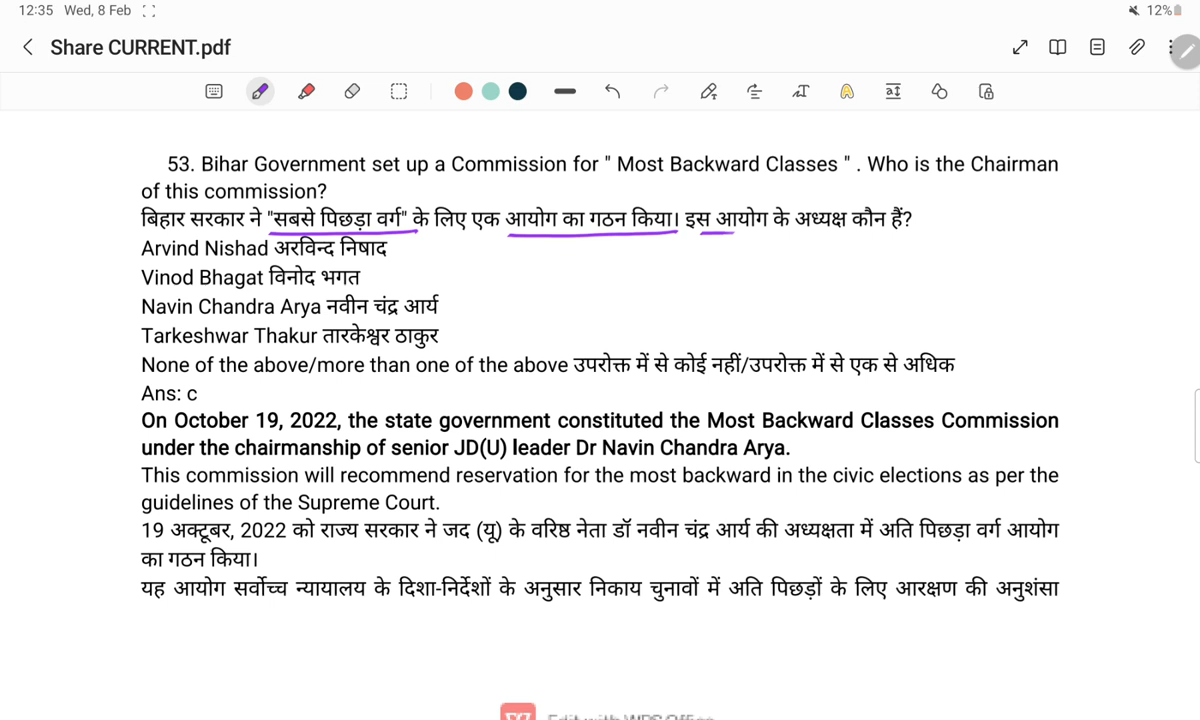 12:35 Wed, 8 Feb
12%
Share CURRENT.pdf
53. Bihar Government set up a Commission for " Most Backward Classes " . Who is the Chairman
of this commission?
बिहार सरकार ने "सबसे पिछड़ा वर्ग" के लिए एक आयोग का गठन किया। इस आयोग के अध्यक्ष कौन हैं?
Arvind Nishad अरविन्द निषाद
Vinod Bhagat विनोद भगत
Navin Chandra Arya नवीन चंद्र आर्य
Tarkeshwar Thakur तारकेश्वर ठाकुर
None of the above/more than one of the above उपरोक्त में से कोई नहीं/उपरोक्त में से एक से अधिक
Ans: c
On October 19, 2022, the state government constituted the Most Backward Classes Commission
under the chairmanship of senior JD(U) leader Dr Navin Chandra Arya.
This commission will recommend reservation for the most backward in the civic elections as per the
guidelines of the Supreme Court.
19 अक्टूबर, 2022 को राज्य सरकार ने जद (यू) के वरिष्ठ नेता डॉ नवीन चंद्र आर्य की अध्यक्षता में अति पिछड़ा वर्ग आयोग
का गठन किया।
यह आयोग सर्वोच्च न्यायालय के दिशा-निर्देशों के अनुसार निकाय चुनावों में अति पिछड़ों के लिए आरक्षण की अनुशंसा
Edit with WPS Office